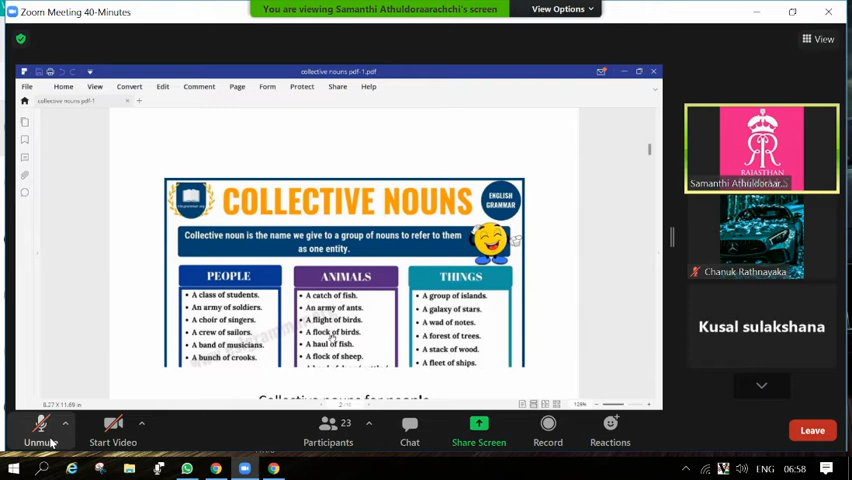 Zoom Meeting 40-Minutes
You are viewing Samanthi Athuldoraarachchi's screen
View Options
View
collective nouns pdf-1.pdf
File Home View Convert Edit Comment Page Form Protect Share Help
collective nouns pdf-1
COLLECTIVE NOUNS
ENGLISH
GRAMMAR
Collective noun is the name we give to a group of nouns to refer to them
as one entity.
PEOPLE
A class of students.
An army of soldiers.
A choir of singers.
A crew of sailors.
A band of musicians.
A bunch of crooks.
ANIMALS
A catch of fish.
An army of ants.
A flight of birds.
A flock of birds.
A haul of fish.
A flock of sheep.
THINGS
A group of islands.
A galaxy of stars.
A wad of notes.
A forest of trees.
A stack of wood.
A fleet of ships.
Collective nouns for people
8.27 x 11.69 in
RAJASTHAN
Samanthi Athuldoraar...
Chanuk Rathnayaka
Kusal sulakshana
Unmute
Start Video
23
Participants
Chat
Share Screen
Record
Reactions
Leave
ENG
06:58